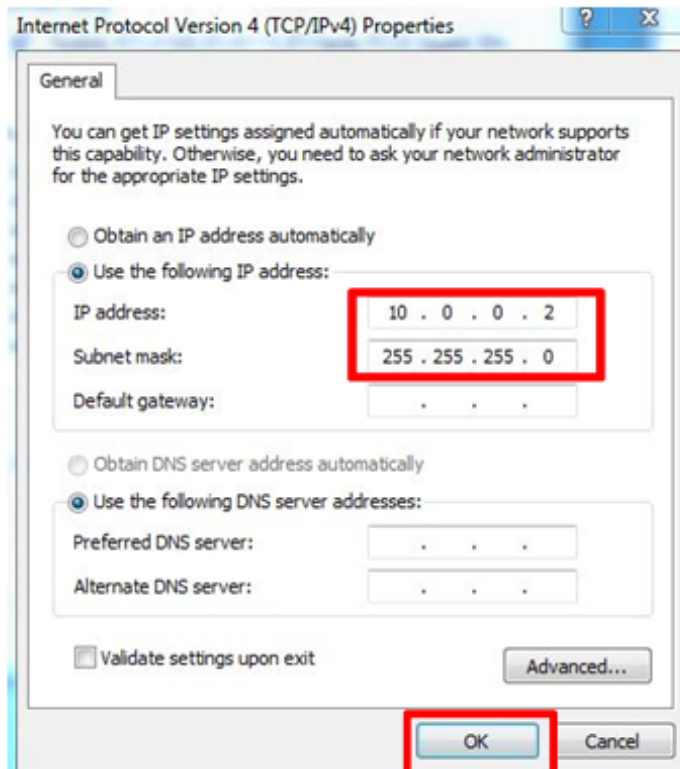 Internet Protocol Version 4 (TCP/IPv4) Properties
?
General
You can get IP settings assigned automatically if your network supports
this capability. Otherwise, you need to ask your network administrator
for the appropriate IP settings.
Obtain an IP address automatically
Use the following IP address:
IP address: 10 . 0 . 0 . 2
Subnet mask: 255 . 255 . 255 . 0
Default gateway: . . .
Obtain DNS server address automatically
Use the following DNS server addresses:
Preferred DNS server: . . .
Alternate DNS server: . . .
Validate settings upon exit
Advanced...
OK Cancel